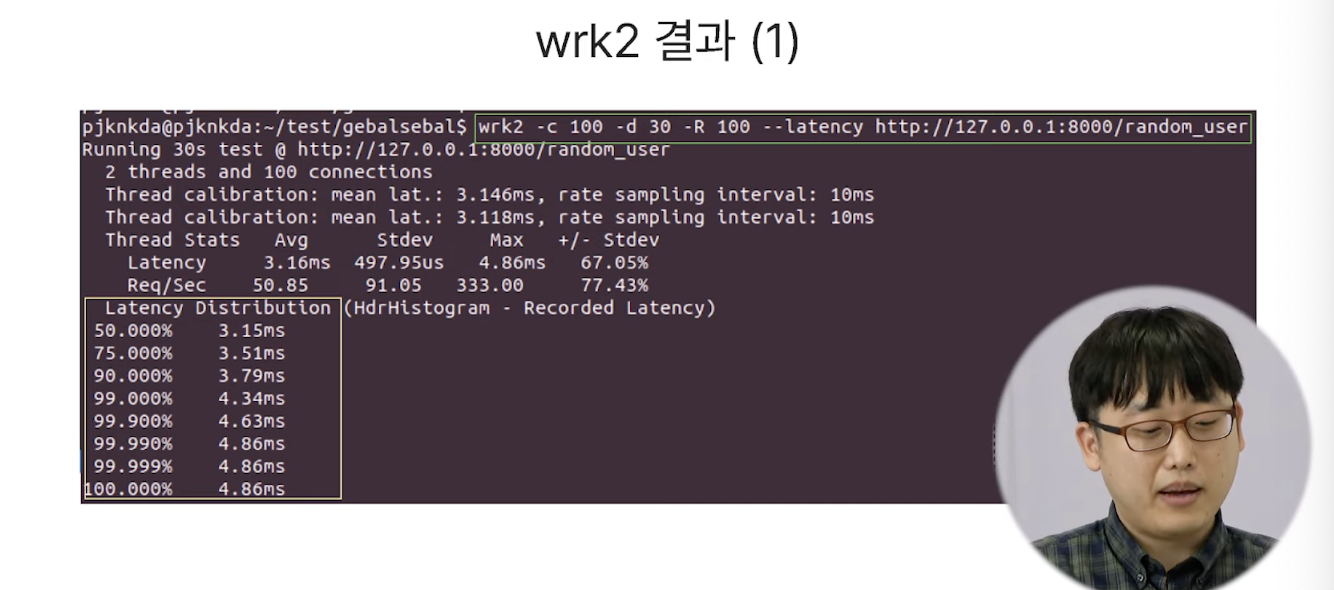 wrk2 결과 (1)
pjknkda@pjknkda:~/test/gebalsebal$ wrk2 -c 100 -d 30 -R 100 --latency http://127.0.0.1:8000/random_user
Running 30s test @ http://127.0.0.1:8000/random_user
2 threads and 100 connections
Thread calibration: mean lat.: 3.146ms, rate sampling interval: 10ms
Thread calibration: mean lat.: 3.118ms, rate sampling interval: 10ms
Thread Stats Avg Stdev Max +/- Stdev
Latency 3.16ms 497.95us 4.86ms 67.05%
Req/Sec 50.85 91.05 333.00 77.43%
Latency Distribution (HdrHistogram - Recorded Latency)
50.000% 3.15ms
75.000% 3.51ms
90.000% 3.79ms
99.000% 4.34ms
99.900% 4.63ms
99.990% 4.86ms
99.999% 4.86ms
100.000% 4.86ms